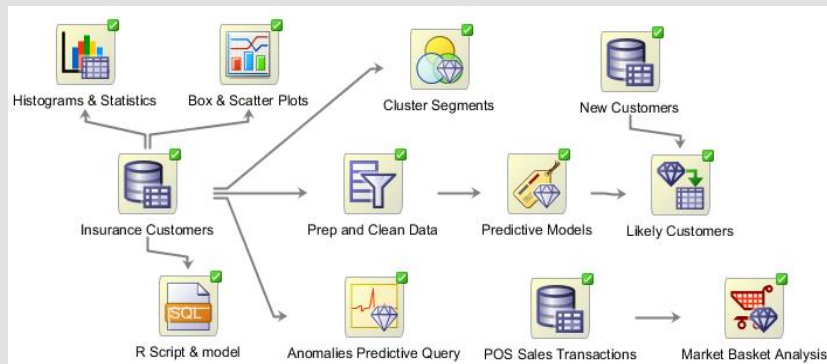 Histograms & Statistics
Box & Scatter Plots
Cluster Segments
New Customers
Insurance Customers
Prep and Clean Data
Predictive Models
Likely Customers
SQL
R Script & model
Anomalies Predictive Query
POS Sales Transactions
Market Basket Analysis